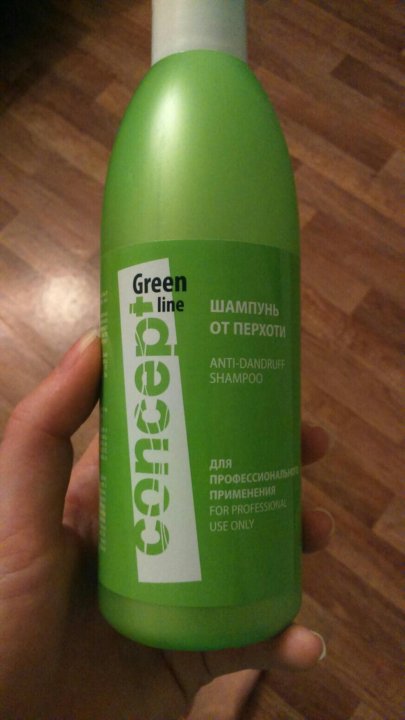 Green
line
concept
ШАМПУНЬ
ОТ ПЕРХОТИ
ANTI-DANDRUFF
SHAMPOO
ДЛЯ
ПРОФЕССИОНАЛЬНОГО
ПРИМЕНЕНИЯ
FOR PROFESSIONAL
USE ONLY